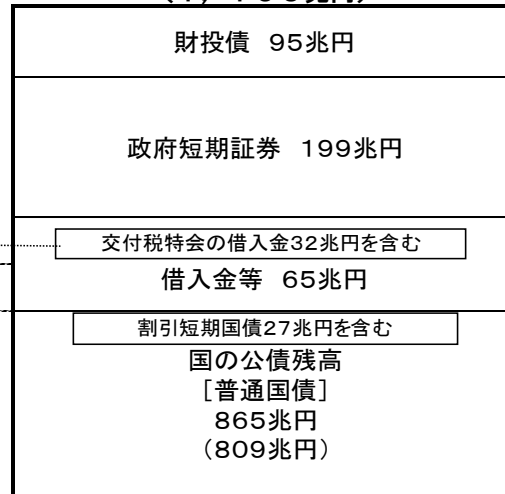 財投債 95兆円
政府短期証券 199兆円
交付税特会の借入金32兆円を含む
借入金等 65兆円
割引短期国債27兆円を含む
国の公債残高
[普通国債]
865兆円
(809兆円)